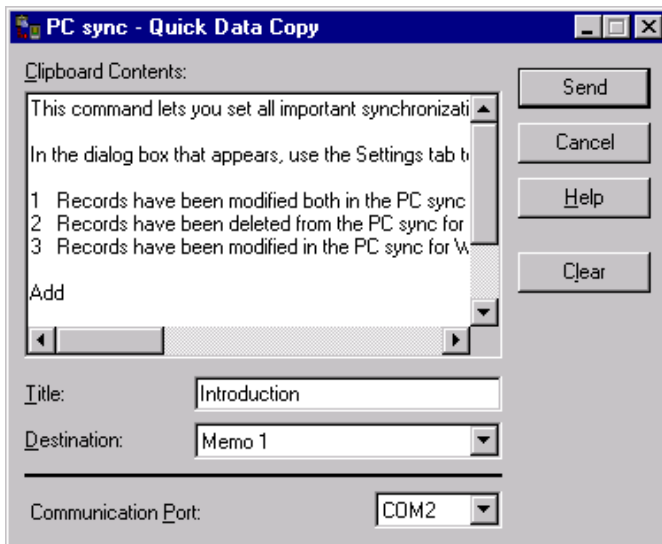 PC sync - Quick Data Copy
Clipboard Contents:
This command lets you set all important synchronizati
In the dialog box that appears, use the Settings tab t
1 Records have been modified both in the PC sync
2 Records have been deleted from the PC sync for
3 Records have been modified in the PC sync for W
Add
Send
Cancel
Help
Clear
Title: Introduction
Destination: Memo 1
Communication Port: COM2